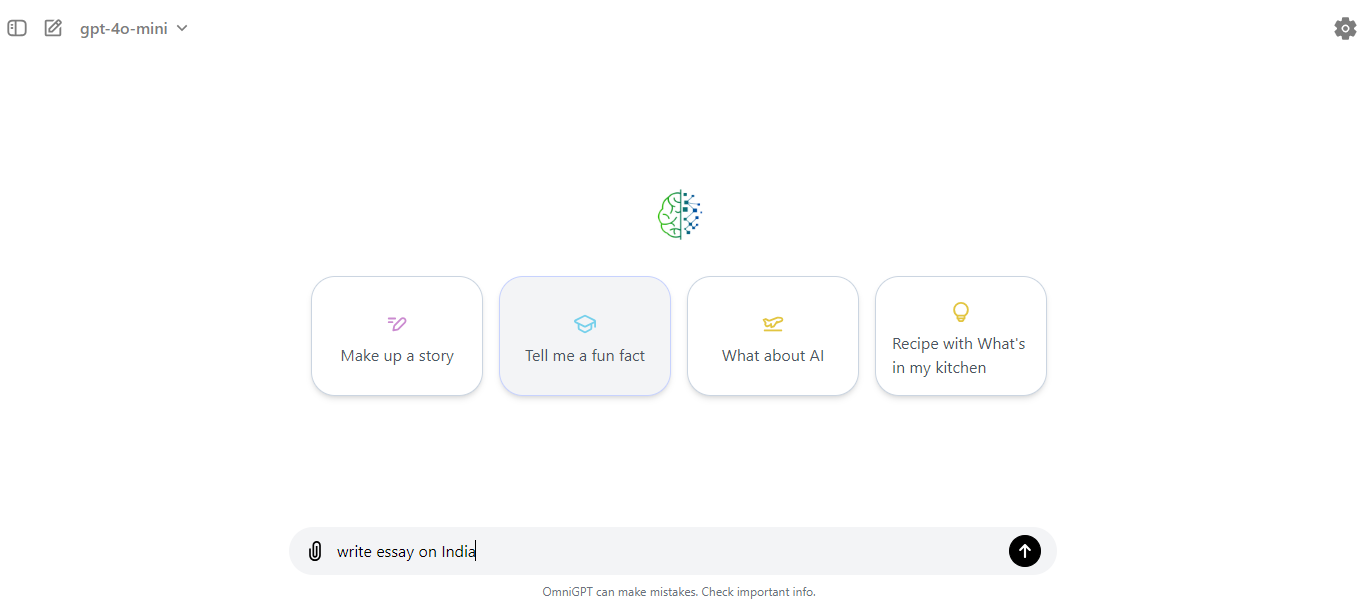 gpt-4o-mini
Make up a story
Tell me a fun fact
What about AI
Recipe with What's
in my kitchen
write essay on India
OmniGPT can make mistakes. Check important info.